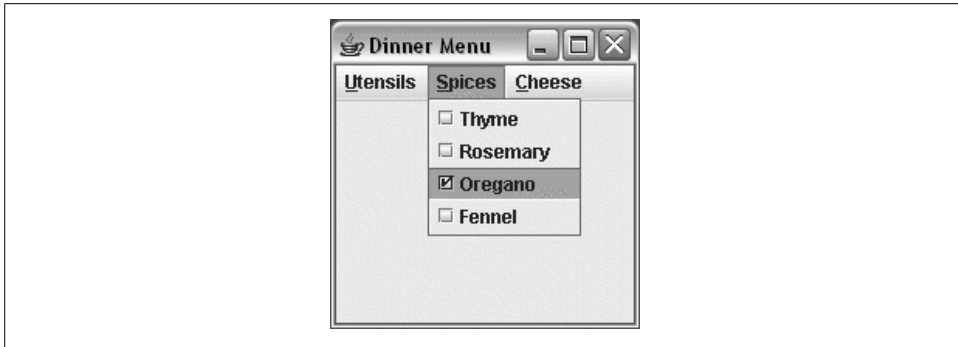 Dinner Menu
Utensils Spices Cheese
Thyme
Rosemary
Oregano
Fennel